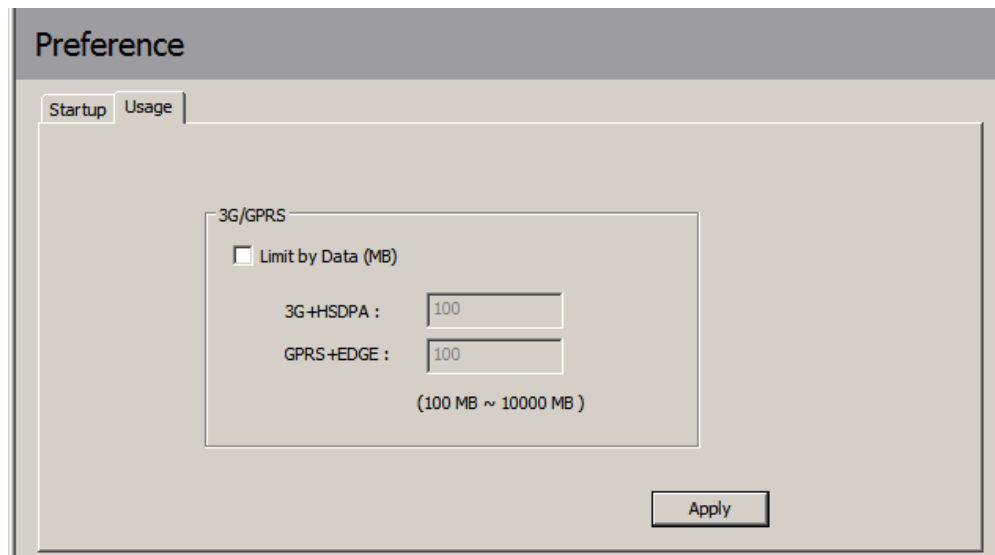 Preference
Startup Usage
3G/GPRS
Limit by Data (MB)
3G+HSDPA : 100
GPRS+EDGE : 100
(100 MB ~ 10000 MB )
Apply